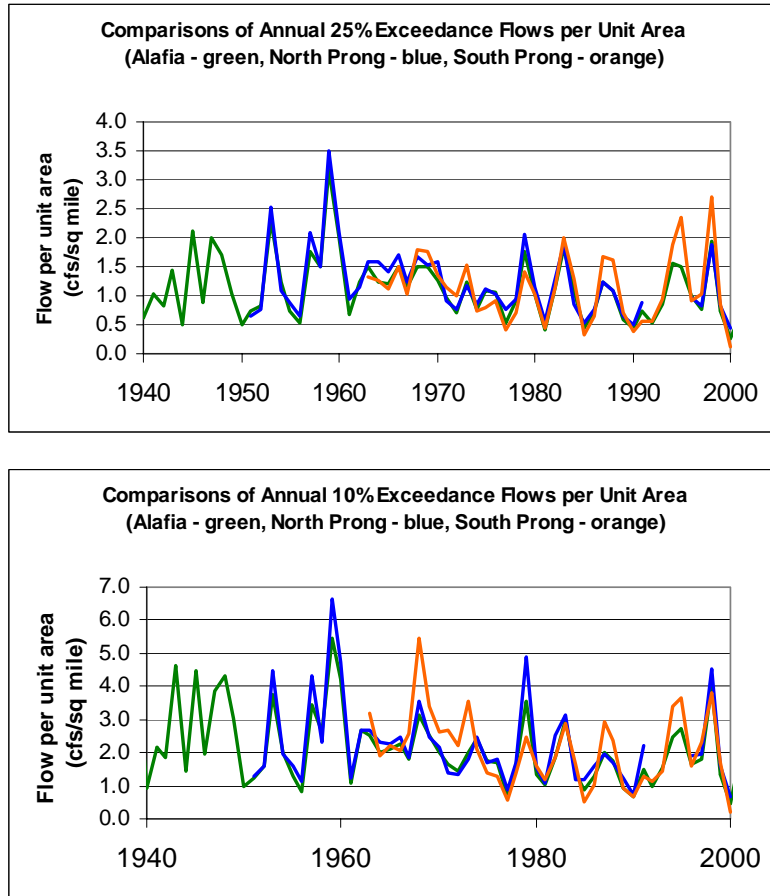 Comparisons of Annual 25% Exceedance Flows per Unit Area
(Alafia - green, North Prong - blue, South Prong - orange)
Flow per unit area
(cfs/sq mile)
4.0
3.5
3.0
2.5
2.0
1.5
1.0
0.5
0.0
1940 1950 1960 1970 1980 1990 2000
Comparisons of Annual 10% Exceedance Flows per Unit Area
(Alafia - green, North Prong - blue, South Prong - orange)
Flow per unit area
(cfs/sq mile)
7.0
6.0
5.0
4.0
3.0
2.0
1.0
0.0
1940 1960 1980 2000